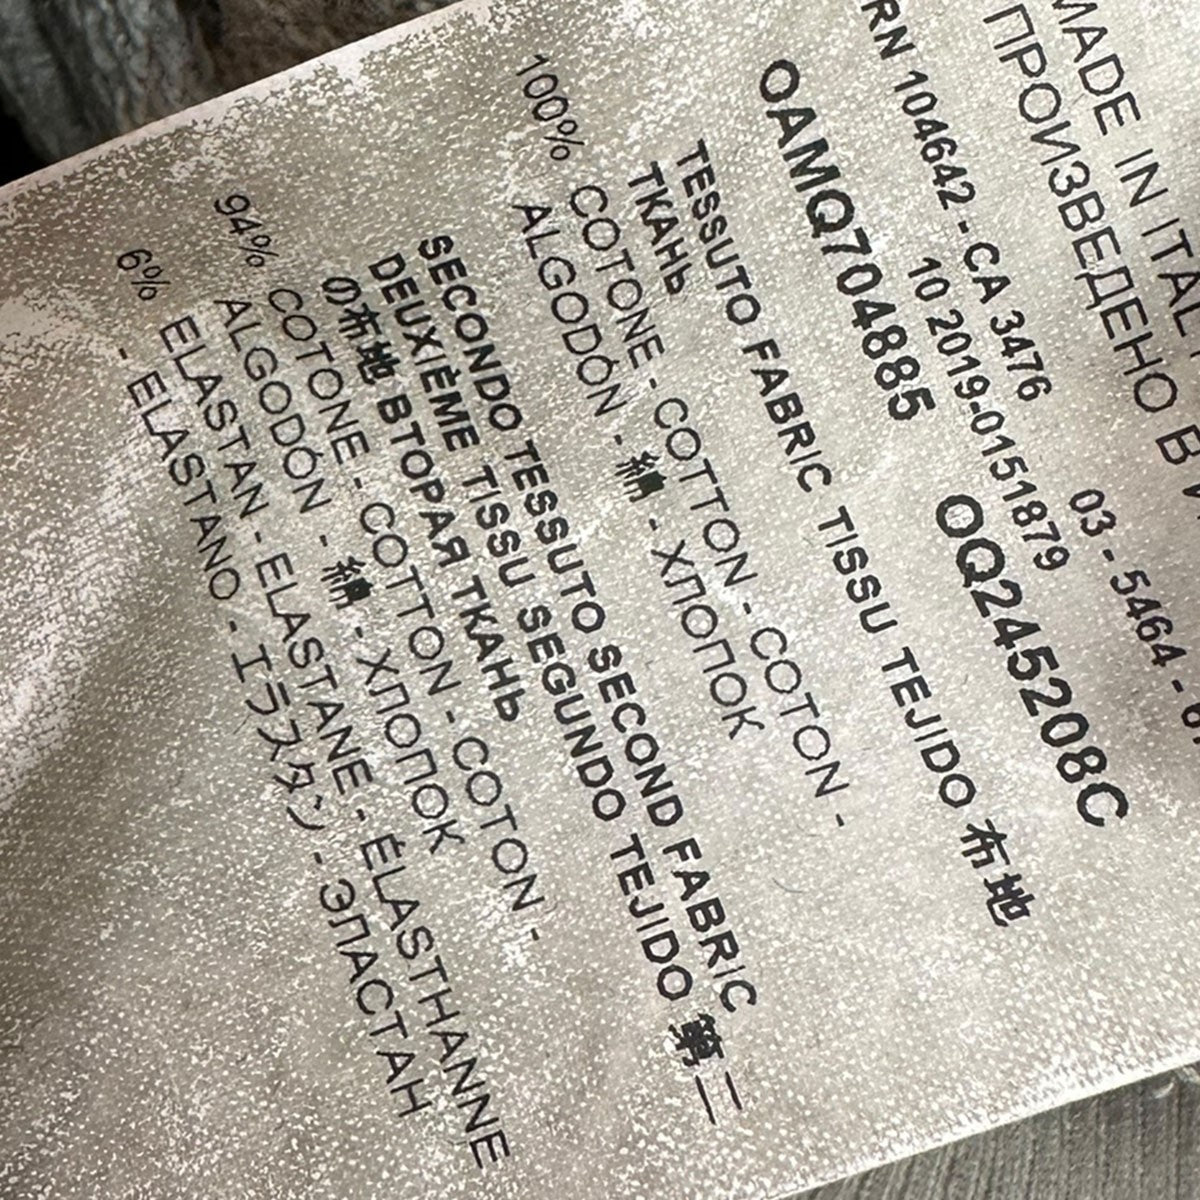 MADE IN ITAL
ПРОИЗВЕДЕНО В
RN 104642 - CA 3476
03 - 5464 -
10 2019-0151879
OAMQ704885
OQ245208C
TESSUTO FABRIC TISSU TEJIDO 布地
ТКАНЬ
100% COTONE - COTTON - COTON -
ALGODÓN - 綿 - ХЛОПОК
SECONDO TESSUTO SECOND FABRIC
DEUXIÈME TISSU SEGUNDO TEJIDO 第二
の布地 ВТОРАЯ ТКАНЬ
94% COTONE - COTTON - COTON -
ALGODÓN - 綿 - ХЛОПОК
6% ELASTAN - ELASTANE - ÉLASTHANNE
- ELASTANO - エラスタン - ЭЛАСТАН